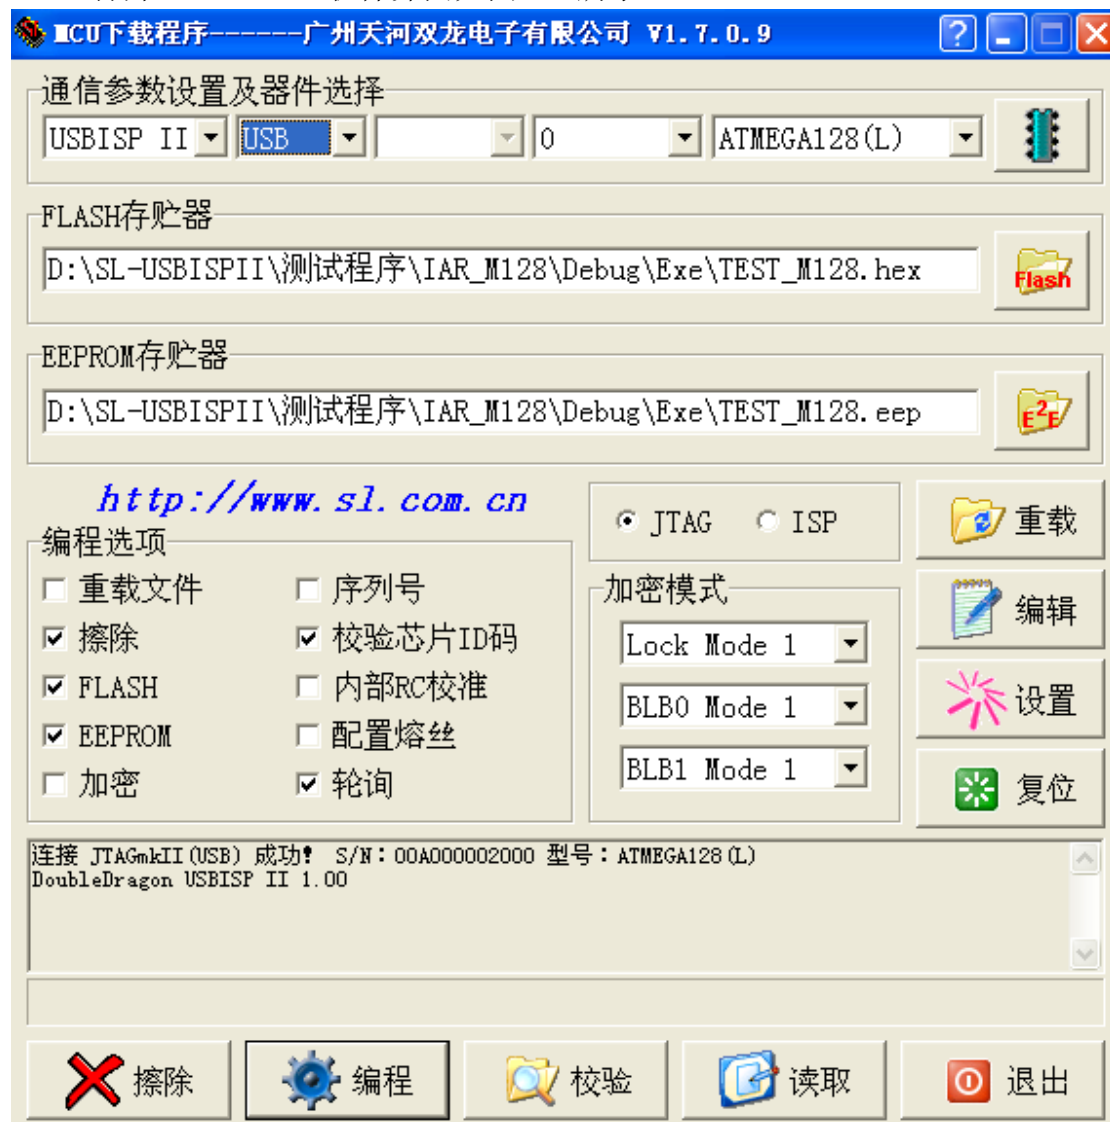 MCU下载程序------广州天河双龙电子有限公司 V1.7.0.9
通信参数设置及器件选择
USBISP II USB 0 ATMEGA128(L)
FLASH存贮器
D:\SL-USBISPII\测试程序\IAR_M128\Debug\Exe\TEST_M128.hex
Flash
EEPROM存贮器
D:\SL-USBISPII\测试程序\IAR_M128\Debug\Exe\TEST_M128.eep
E²E
http://www.sl.com.cn
JTAG ISP
重载
编程选项
重载文件 序列号
擦除 校验芯片ID码
FLASH 内部RC校准
EEPROM 配置熔丝
加密 轮询
加密模式
Lock Mode 1
BLB0 Mode 1
BLB1 Mode 1
编辑
设置
复位
连接 JTAGmkII(USB) 成功! S/N:00A000002000 型号:ATMEGA128(L)
DoubleDragon USBISP II 1.00
擦除 编程 校验 读取 退出